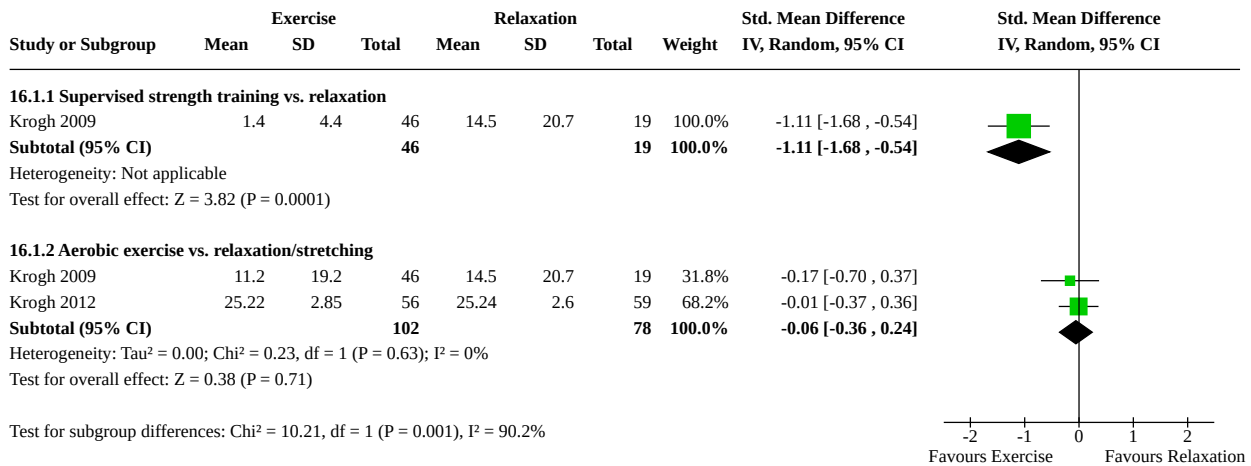 Exercise Relaxation Std. Mean Difference Std. Mean Difference
Study or Subgroup Mean SD Total Mean SD Total Weight IV, Random, 95% CI IV, Random, 95% CI
16.1.1 Supervised strength training vs. relaxation
Krogh 2009 1.4 4.4 46 14.5 20.7 19 100.0% -1.11 [-1.68 , -0.54]
Subtotal (95% CI) 46 19 100.0% -1.11 [-1.68 , -0.54]
Heterogeneity: Not applicable
Test for overall effect: Z = 3.82 (P = 0.0001)
16.1.2 Aerobic exercise vs. relaxation/stretching
Krogh 2009 11.2 19.2 46 14.5 20.7 19 31.8% -0.17 [-0.70 , 0.37]
Krogh 2012 25.22 2.85 56 25.24 2.6 59 68.2% -0.01 [-0.37 , 0.36]
Subtotal (95% CI) 102 78 100.0% -0.06 [-0.36 , 0.24]
Heterogeneity: Tau² = 0.00; Chi² = 0.23, df = 1 (P = 0.63); I² = 0%
Test for overall effect: Z = 0.38 (P = 0.71)
Test for subgroup differences: Chi² = 10.21, df = 1 (P = 0.001), I² = 90.2%
-2 -1 0 1 2
Favours Exercise Favours Relaxation